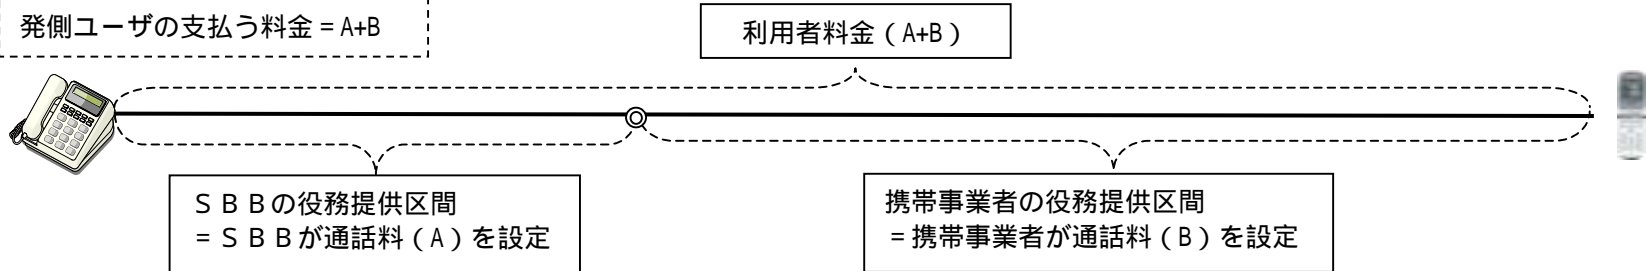 発側ユーザの支払う料金 = A+B
利用者料金（A+B）
ＳＢＢの役務提供区間
= ＳＢＢが通話料（A）を設定
携帯事業者の役務提供区間
= 携帯事業者が通話料（B）を設定